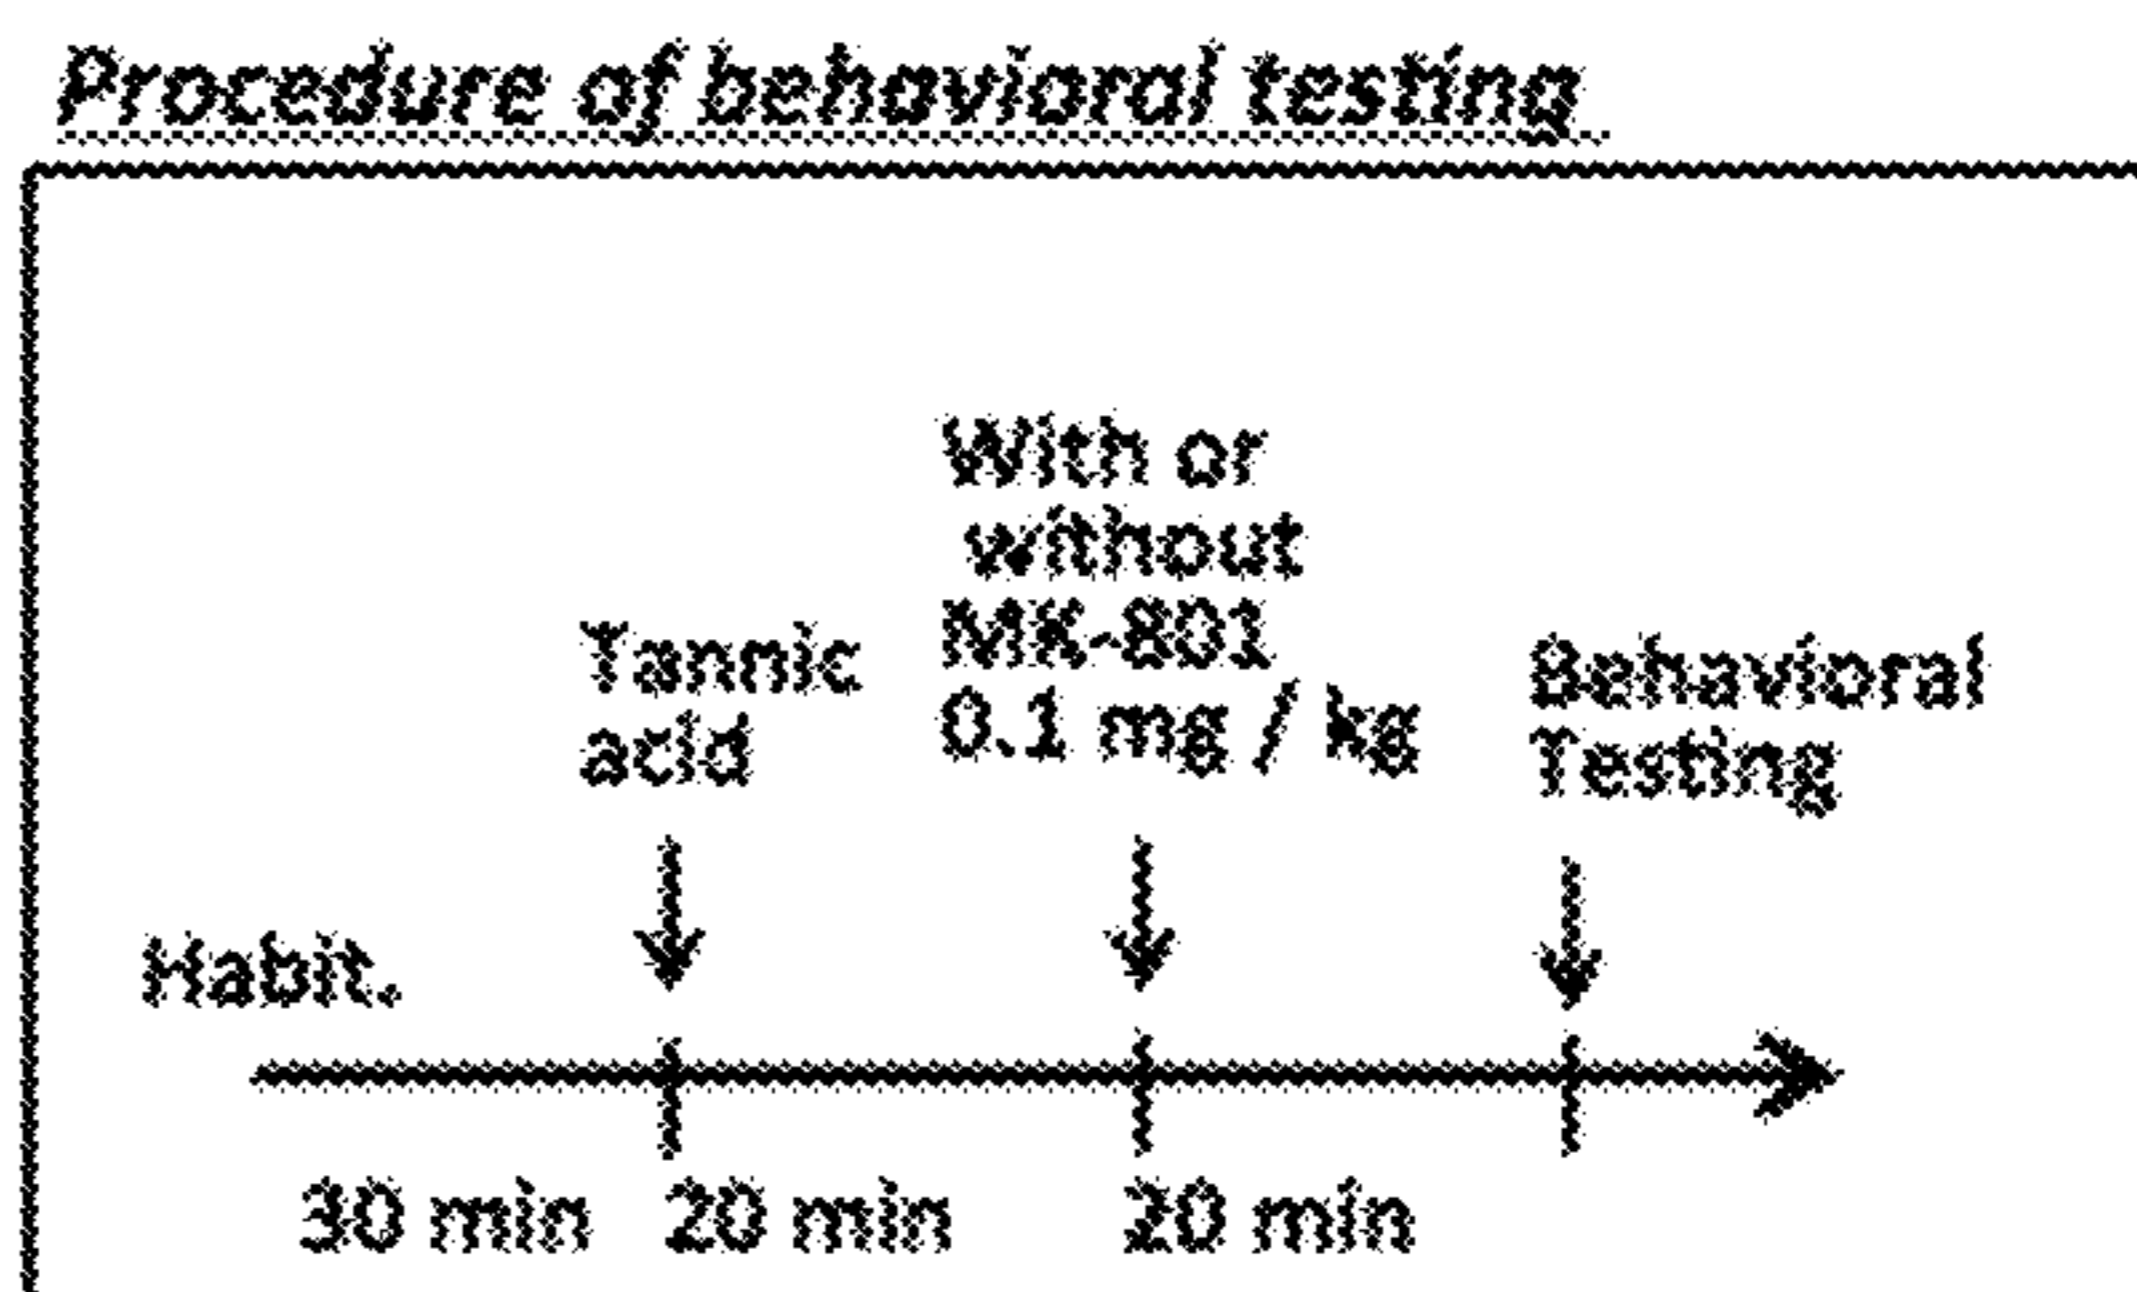 Procedure of behavioral testing
With or
without
MK-801
0.1 mg / kg
Tannic
acid
Behavioral
Testing
Habit.
30 min 20 min 20 min